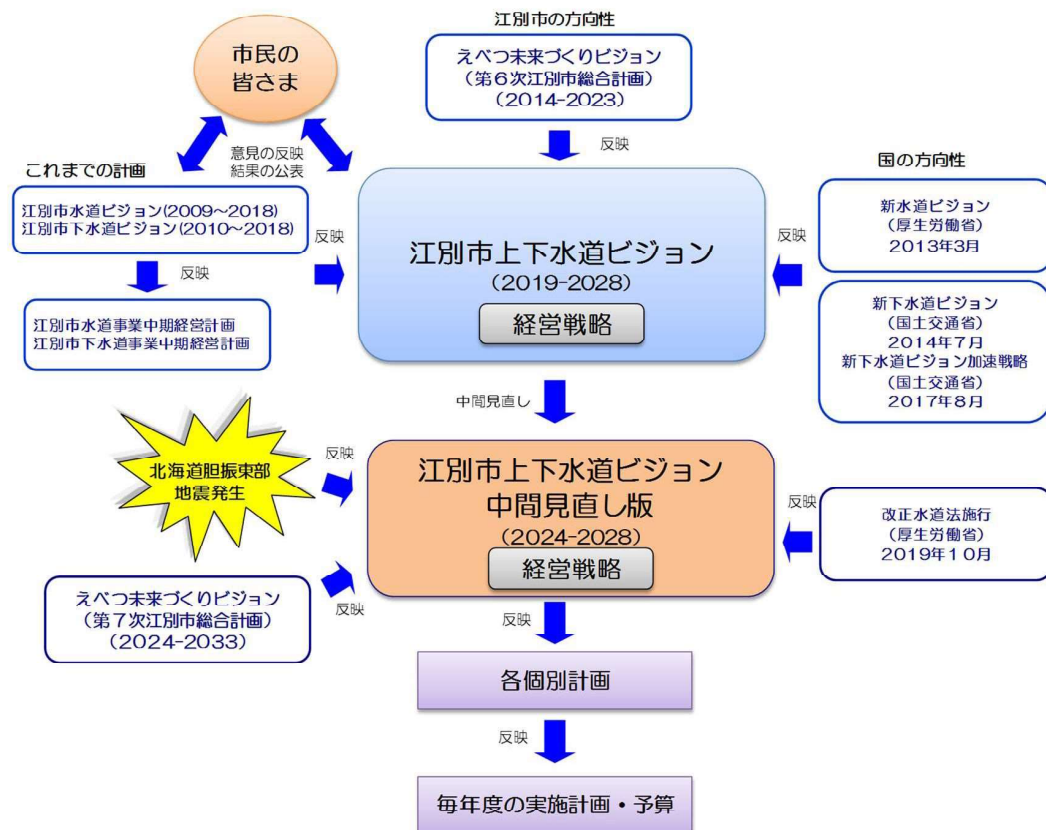 江別市の方向性
市民の
皆さま
えべつ未来づくりビジョン
(第6次江別市総合計画)
(2014-2023)
反映
意見の反映
結果の公表
これまでの計画
国の方向性
江別市水道ビジョン(2009～2018)
江別市下水道ビジョン(2010～2018)
反映
反映
江別市水道事業中期経営計画
江別市下水道事業中期経営計画
江別市上下水道ビジョン
(2019-2028)
経営戦略
反映
新水道ビジョン
(厚生労働省)
2013年3月
新下水道ビジョン
(国土交通省)
2014年7月
新下水道ビジョン加速戦略
(国土交通省)
2017年8月
中間見直し
北海道胆振東部
地震発生
反映
江別市上下水道ビジョン
中間見直し版
(2024-2028)
経営戦略
反映
改正水道法施行
(厚生労働省)
2019年10月
えべつ未来づくりビジョン
(第7次江別市総合計画)
(2024-2033)
反映
反映
各個別計画
反映
毎年度の実施計画・予算